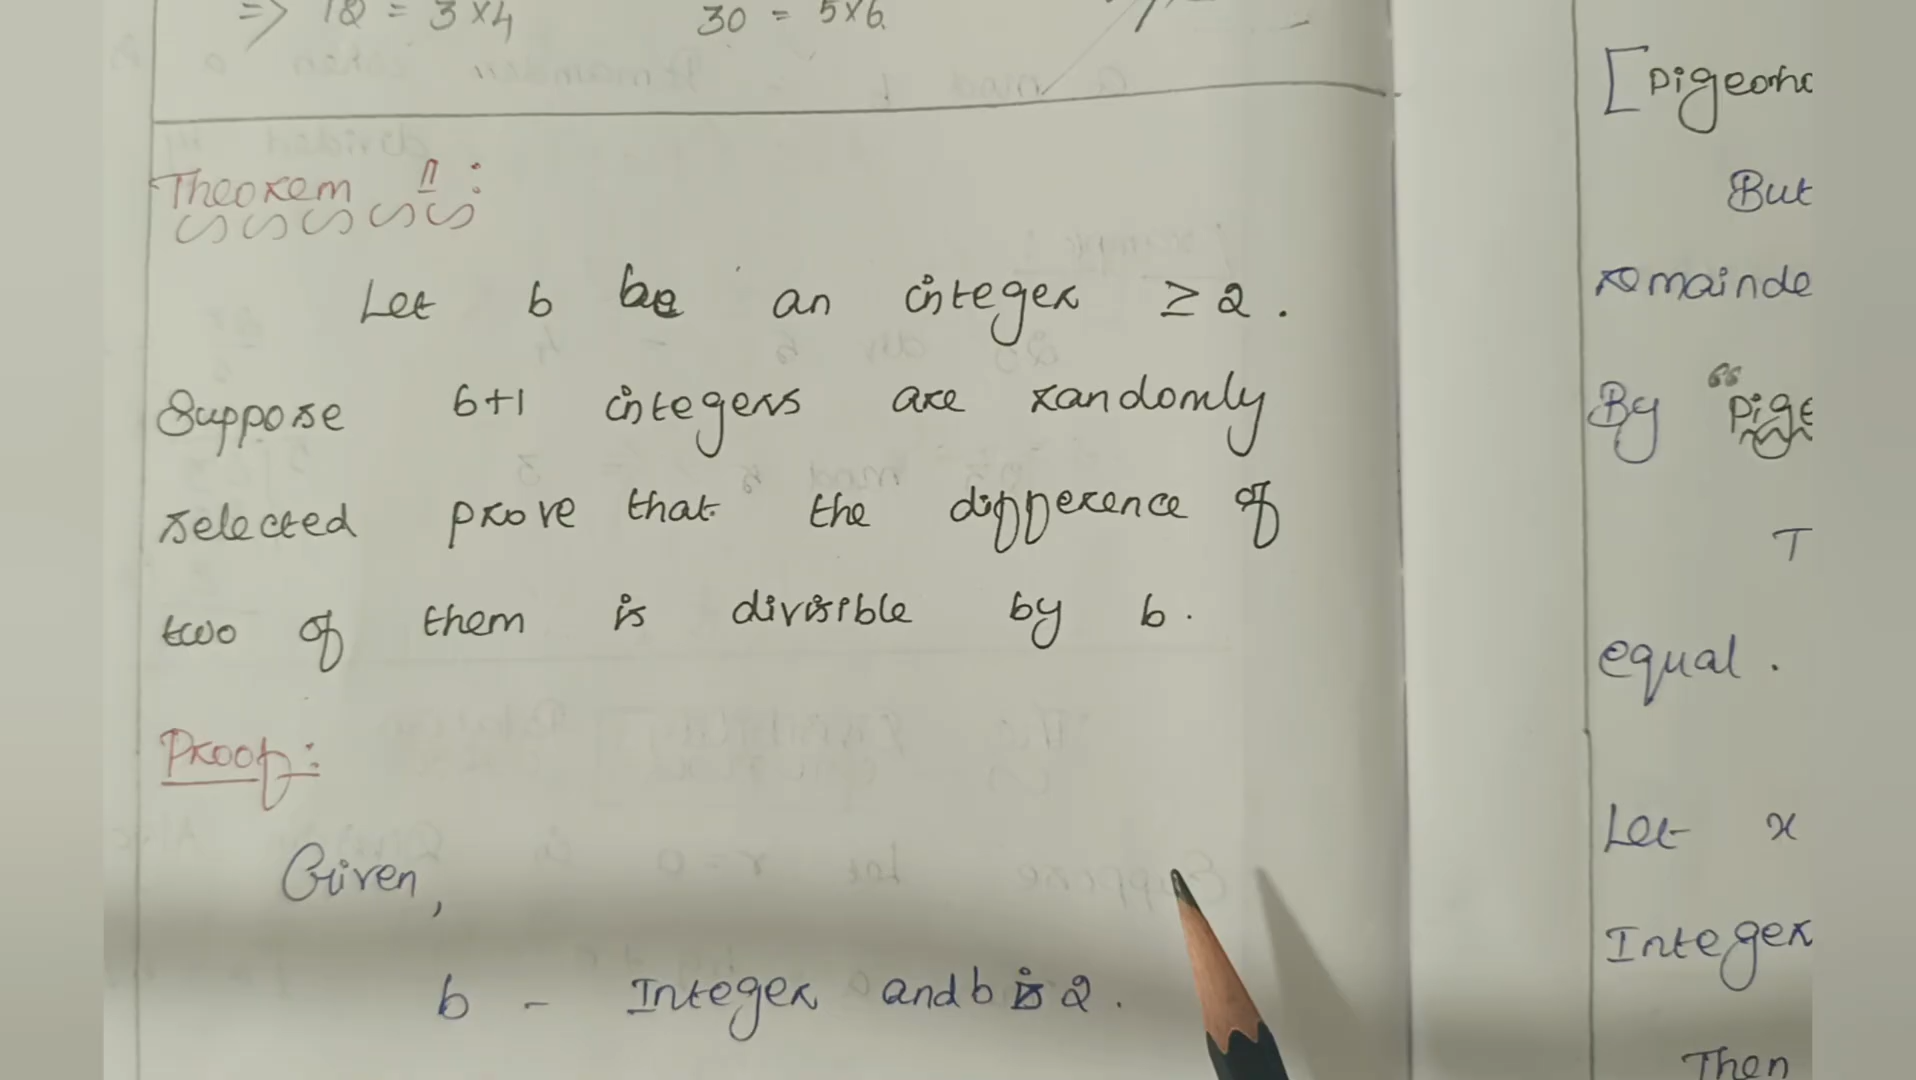 => 12 = 3×4 30 = 5×6
Theorem II :
Let b be an integer ≥ 2 .
Suppose b+1 integers are randomly
selected prove that the difference of
two of them is divisible by b .
Proof :
Given,
b - Integer and b is 2 .
[pigeonho
But
remainde
By "pige
T
equal .
Let x
Integer
Then